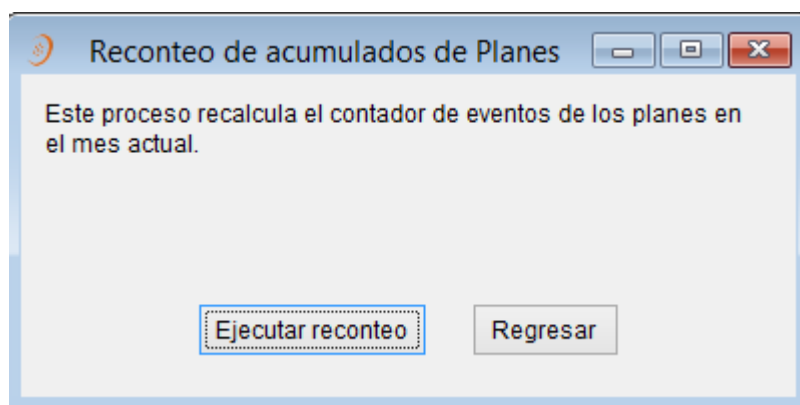 Reconteo de acumulados de Planes
Este proceso recalcula el contador de eventos de los planes en
el mes actual.
Ejecutar reconteo
Regresar